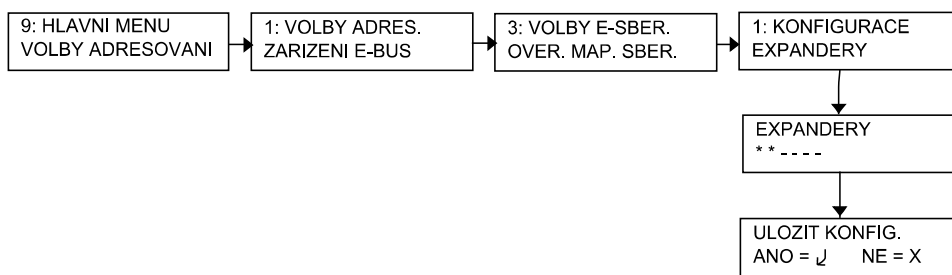 9: HLAVNI MENU
VOLBY ADRESOVANI
1: VOLBY ADRES.
ZARIZENI E-BUS
3: VOLBY E-SBER.
OVER. MAP. SBER.
1: KONFIGURACE
EXPANDERY
EXPANDERY
* * - - - -
ULOZIT KONFIG.
ANO = ↲ NE = X